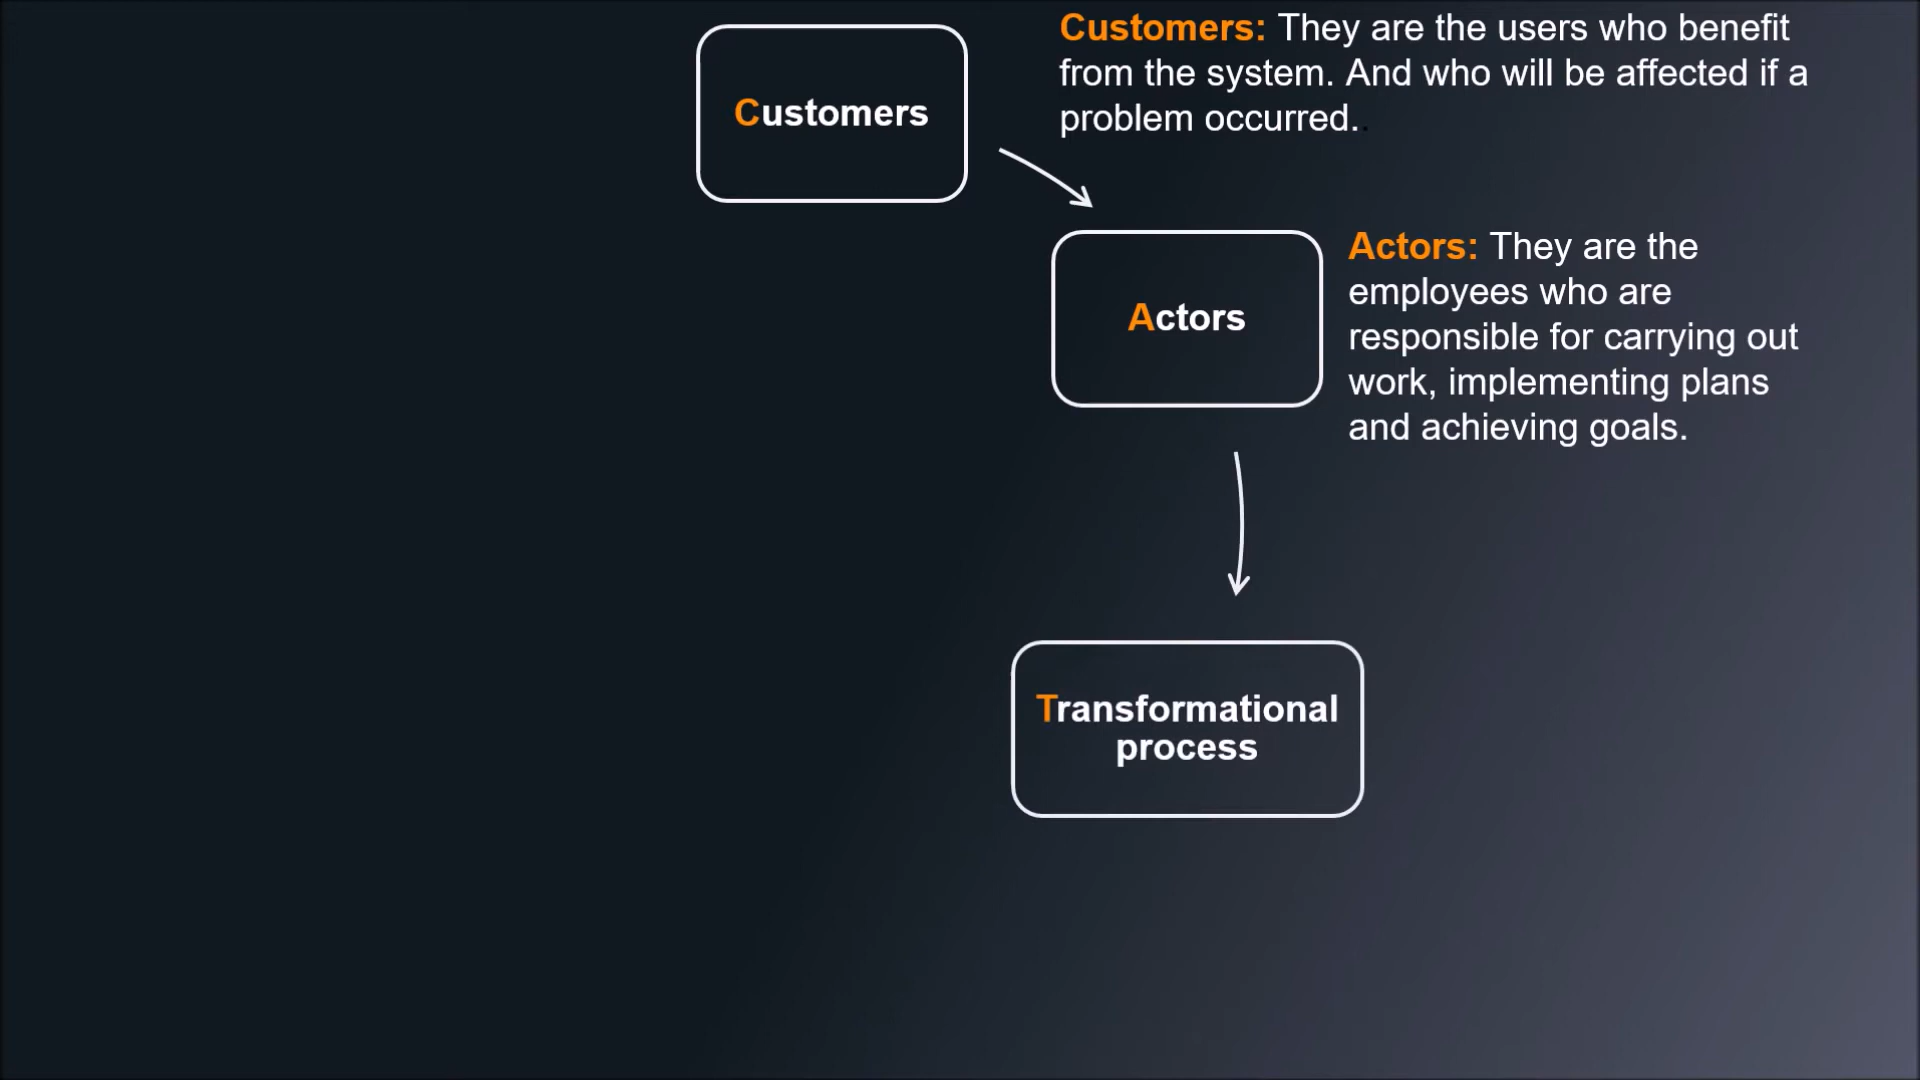 Customers
Customers: They are the users who benefit
from the system. And who will be affected if a
problem occurred..
Actors
Actors: They are the
employees who are
responsible for carrying out
work, implementing plans
and achieving goals.
Transformational
process